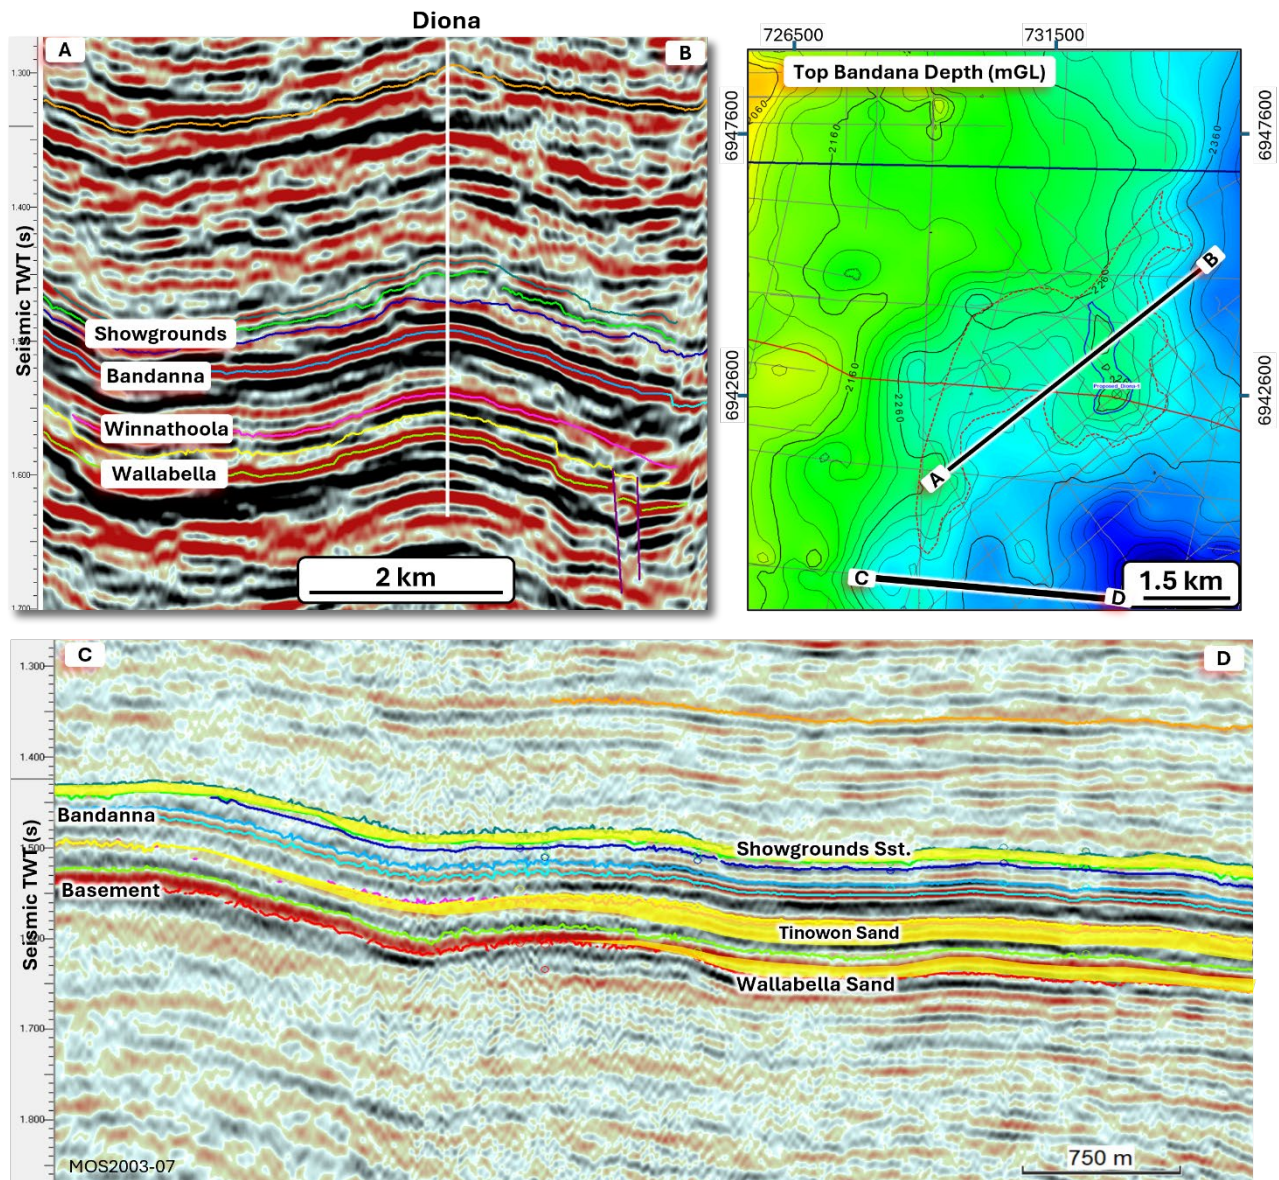 Diona
A
B
1.300
1.400
1.600
1.700
Seismic TWT (s)
Showgrounds
Bandanna
Winnathoola
Wallabella
2 km
726500
731500
Top Bandana Depth (mGL)
6947600
6947600
6942600
6942600
2160
2360
2260
2160
2260
Proposed_Diona-1
A
B
C
D
1.5 km
C
D
1.300
1.400
1.500
1.700
1.800
Seismic TWT (s)
Bandanna
Basement
Showgrounds Sst.
Tinowon Sand
Wallabella Sand
MOS2003-07
750 m